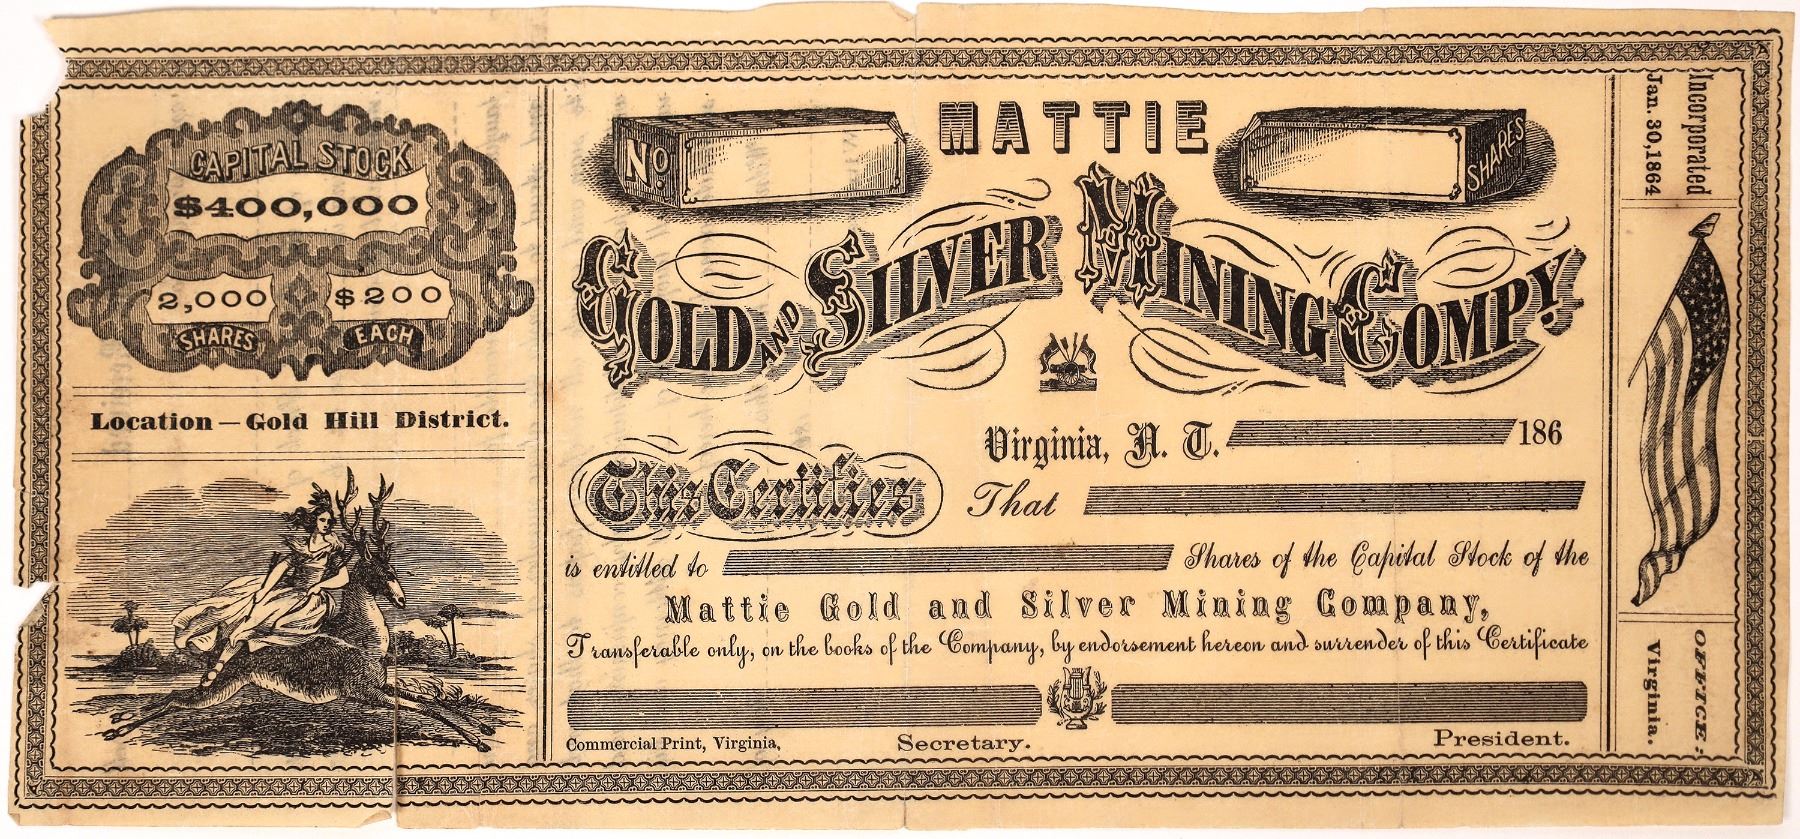 CAPITAL STOCK
$400,000
2,000 $200
SHARES EACH
Location — Gold Hill District.
No. MATTIE SHARES
GOLD AND SILVER MINING COMPY.
Virginia, N. T. 186
This Certifies That
is entitled to Shares of the Capital Stock of the
Mattie Gold and Silver Mining Company,
Transferable only, on the books of the Company, by endorsement hereon and surrender of this Certificate
Commercial Print, Virginia, Secretary. President.
Incorporated
Jan. 30, 1864
OFFICE:
Virginia.